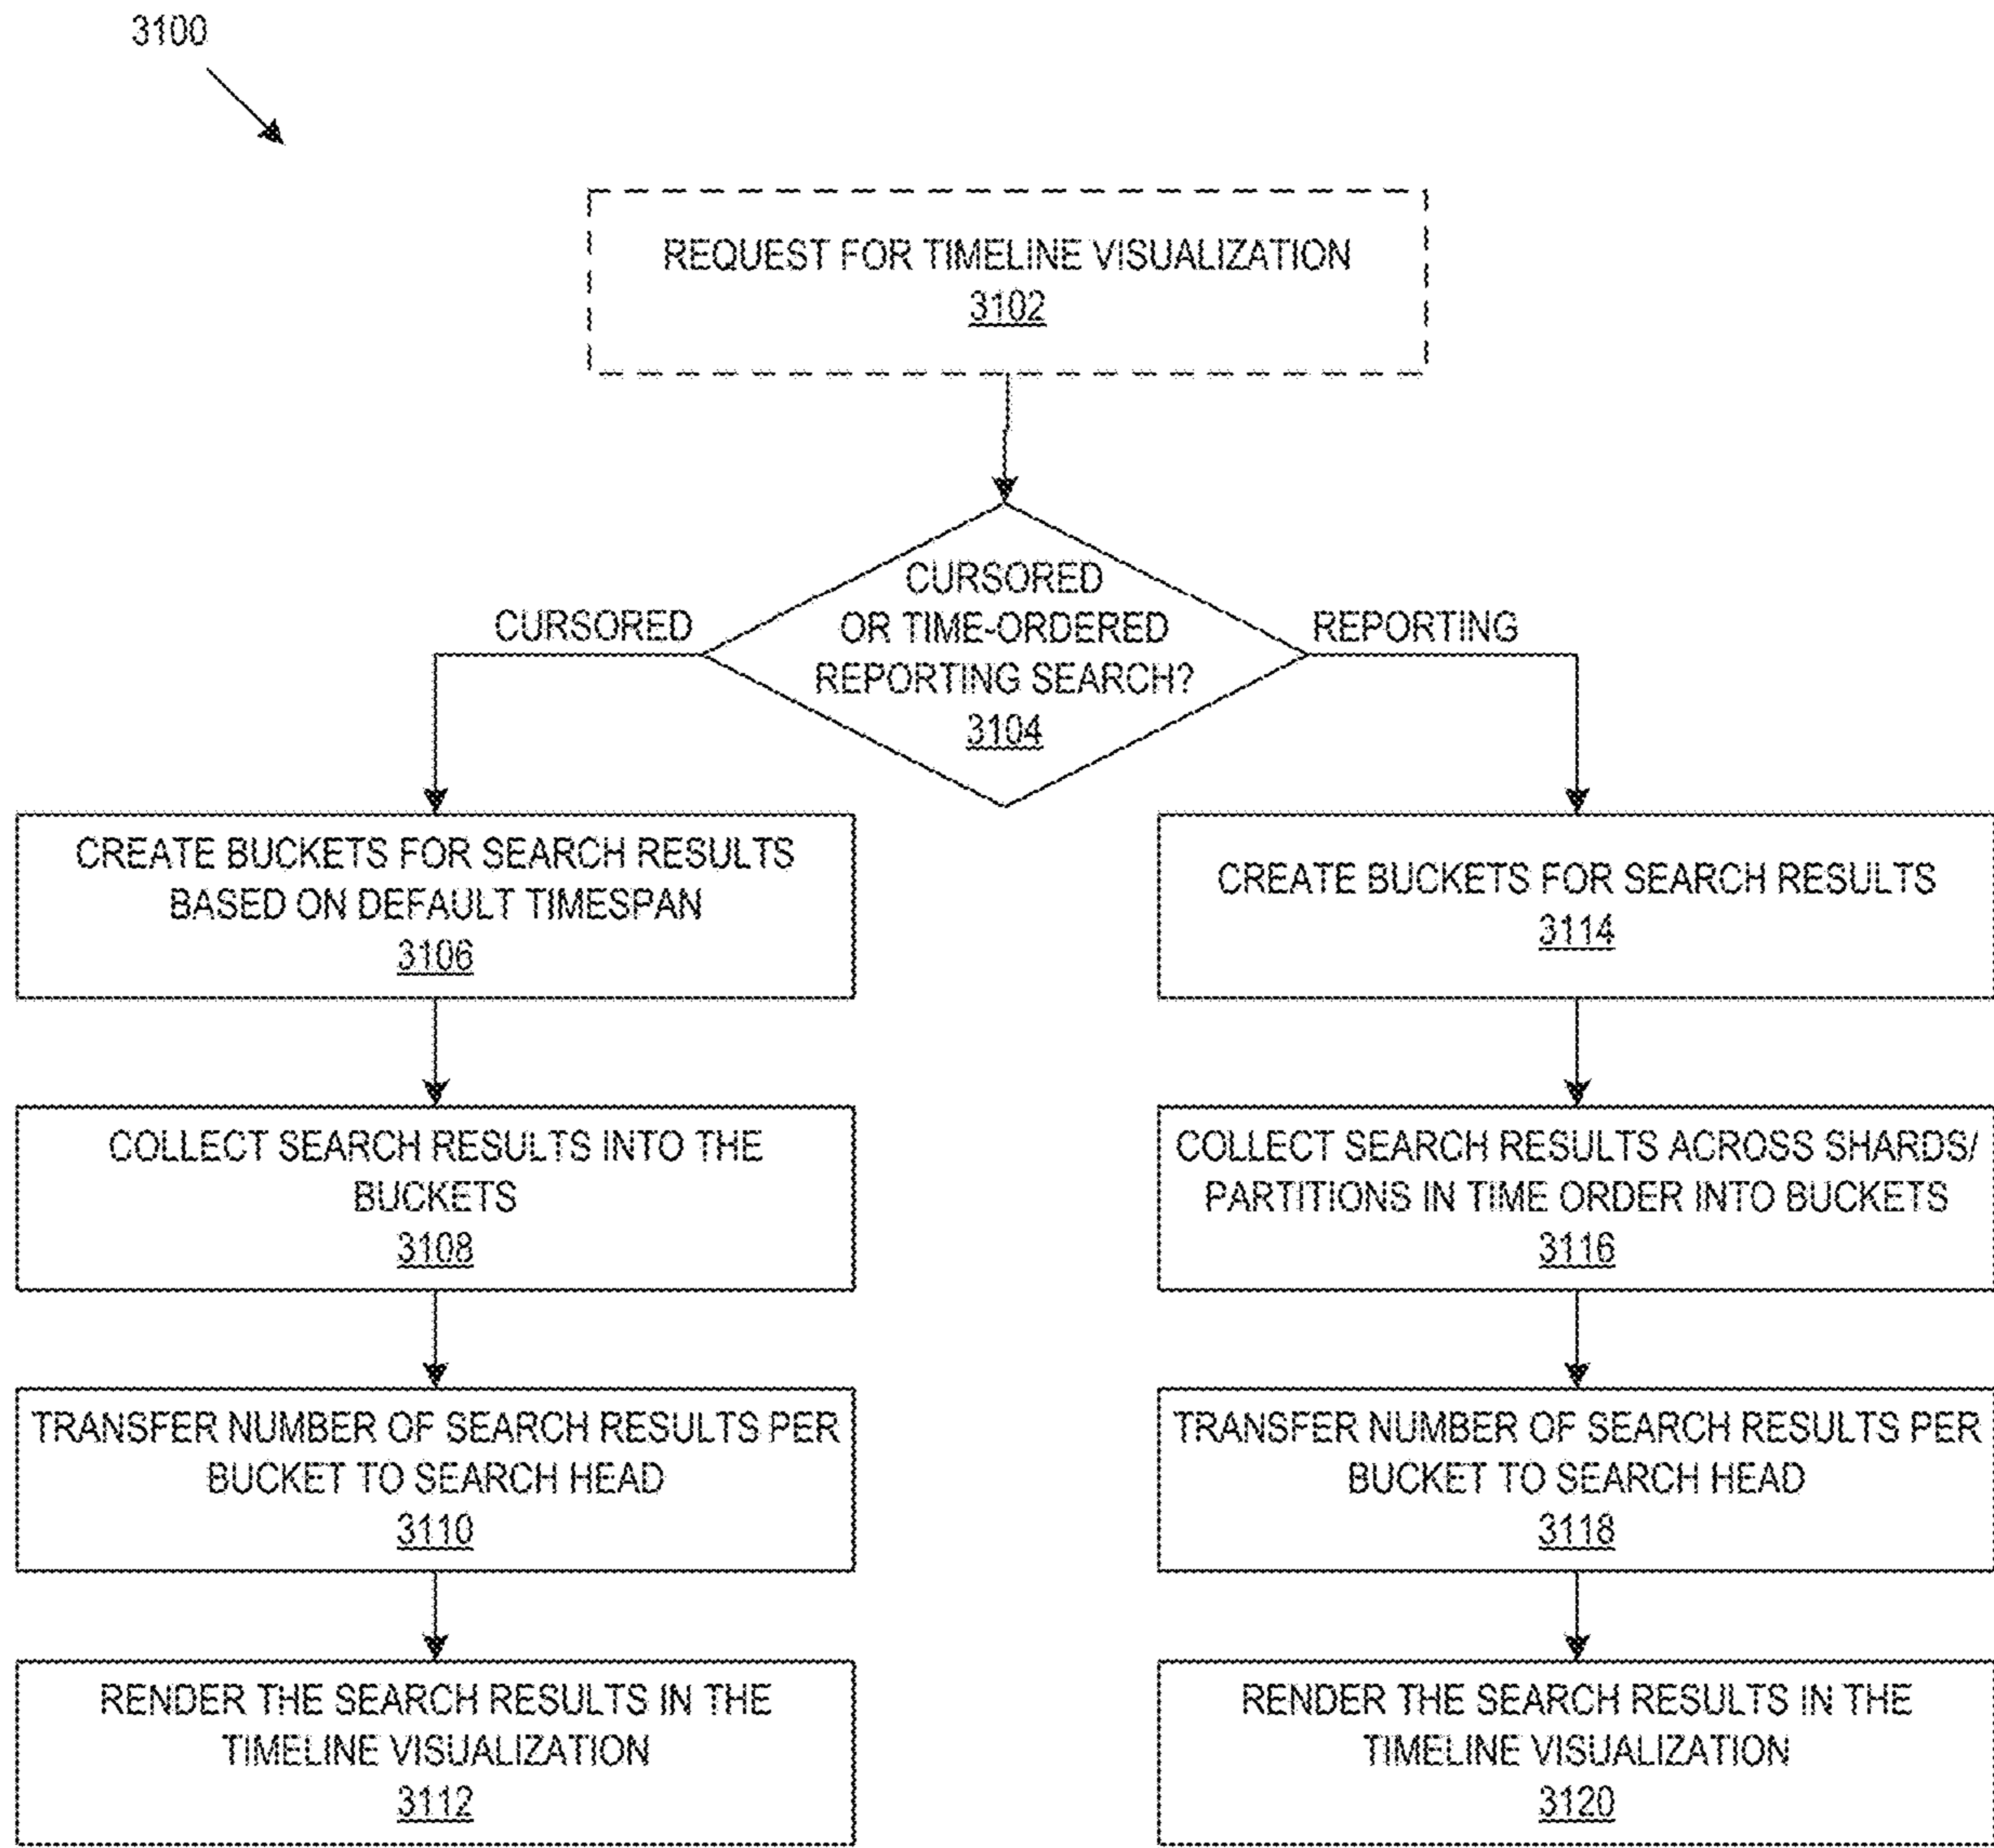 3100
REQUEST FOR TIMELINE VISUALIZATION
3102
CURSORED
OR TIME-ORDERED
REPORTING SEARCH?
3104
CURSORED
REPORTING
CREATE BUCKETS FOR SEARCH RESULTS
BASED ON DEFAULT TIMESPAN
3106
COLLECT SEARCH RESULTS INTO THE
BUCKETS
3108
TRANSFER NUMBER OF SEARCH RESULTS PER
BUCKET TO SEARCH HEAD
3110
RENDER THE SEARCH RESULTS IN THE
TIMELINE VISUALIZATION
3112
CREATE BUCKETS FOR SEARCH RESULTS
3114
COLLECT SEARCH RESULTS ACROSS SHARDS/
PARTITIONS IN TIME ORDER INTO BUCKETS
3116
TRANSFER NUMBER OF SEARCH RESULTS PER
BUCKET TO SEARCH HEAD
3118
RENDER THE SEARCH RESULTS IN THE
TIMELINE VISUALIZATION
3120